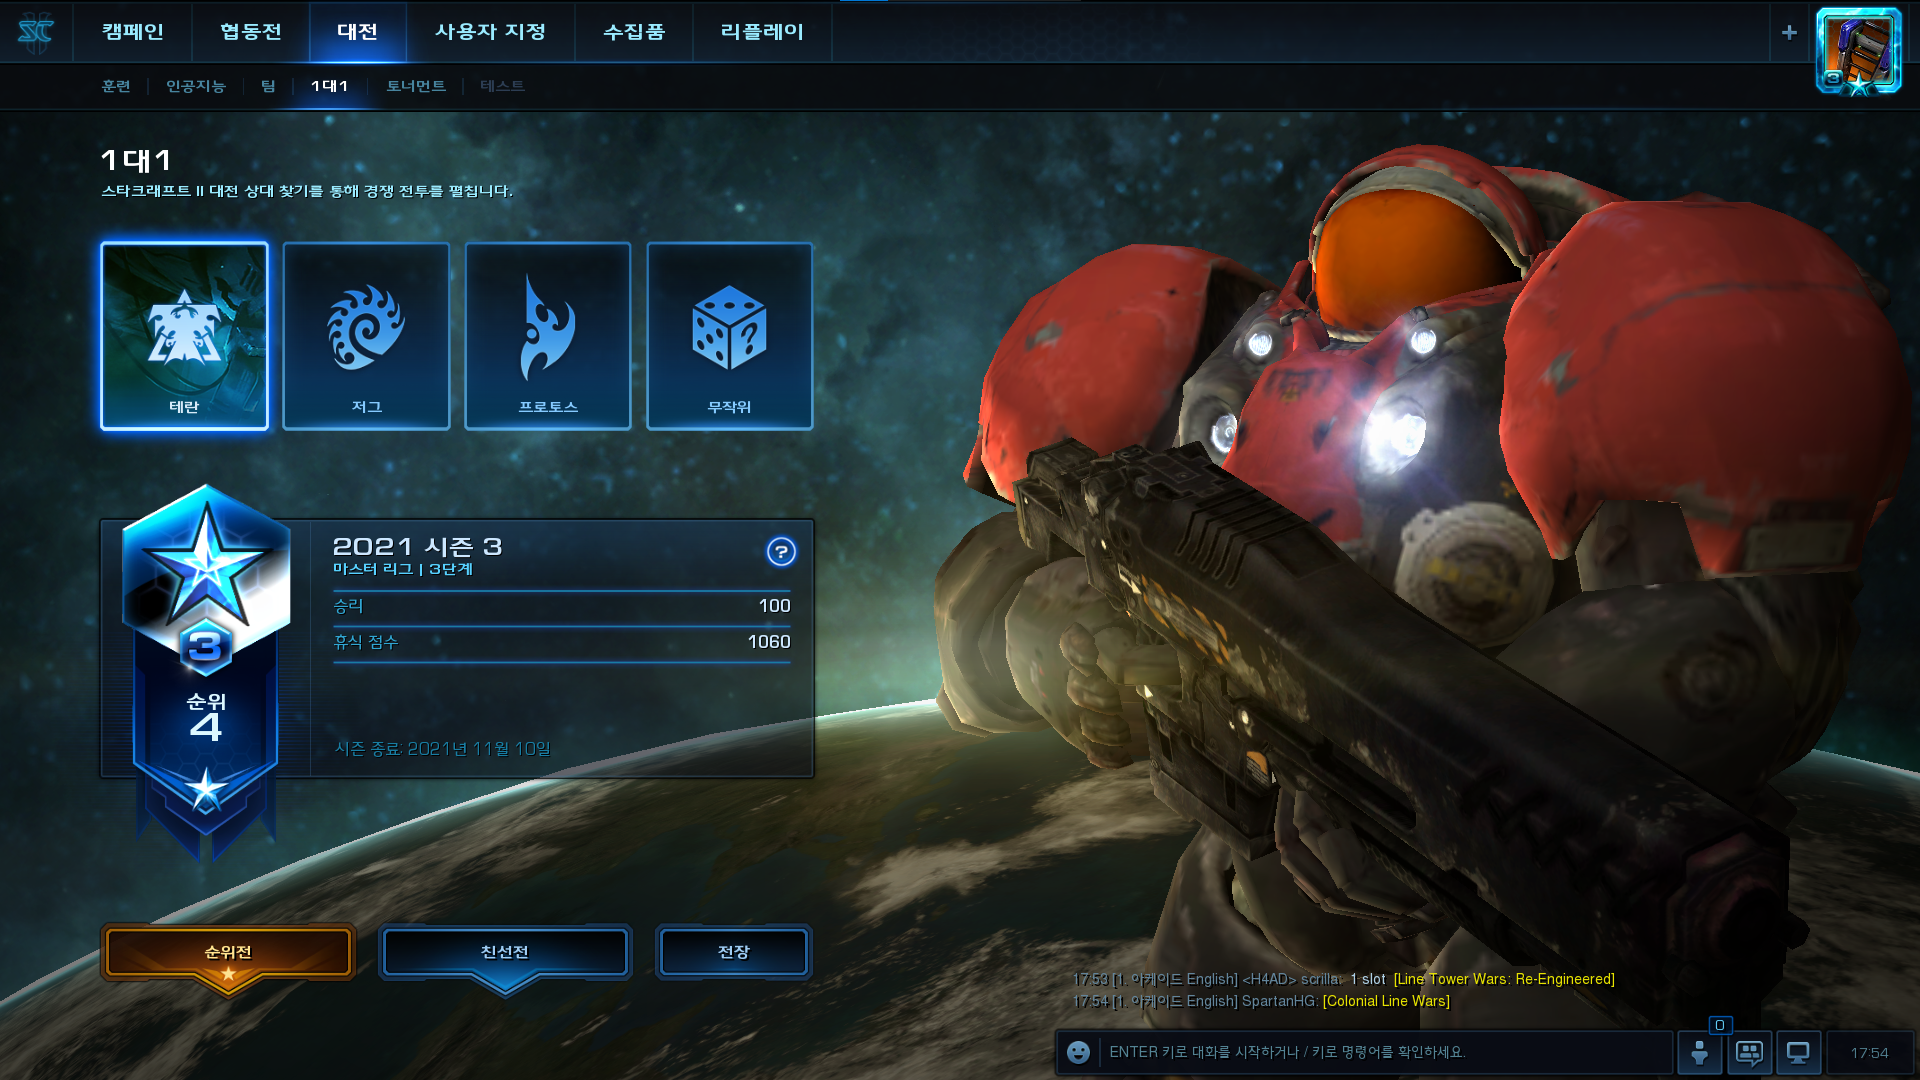 캠페인 협동전 대전 사용자 지정 수집품 리플레이
훈련 인공지능 팀 1대1 토너먼트 테스트
1대1
스타크래프트 II 대전 상대 찾기를 통해 경쟁 전투를 펼칩니다.
테란 저그 프로토스 무작위
2021 시즌 3
마스터 리그 | 3단계
승리 100
휴식 점수 1060
3
순위
4
시즌 종료: 2021년 11월 10일
순위전 친선전 전장
17:53 [1. 아케이드 English] <H4AD> scrilla: 1 slot [Line Tower Wars: Re-Engineered]
17:54 [1. 아케이드 English] SpartanHG: [Colonial Line Wars]
0
ENTER 키로 대화를 시작하거나 / 키로 명령어를 확인하세요.
17:54